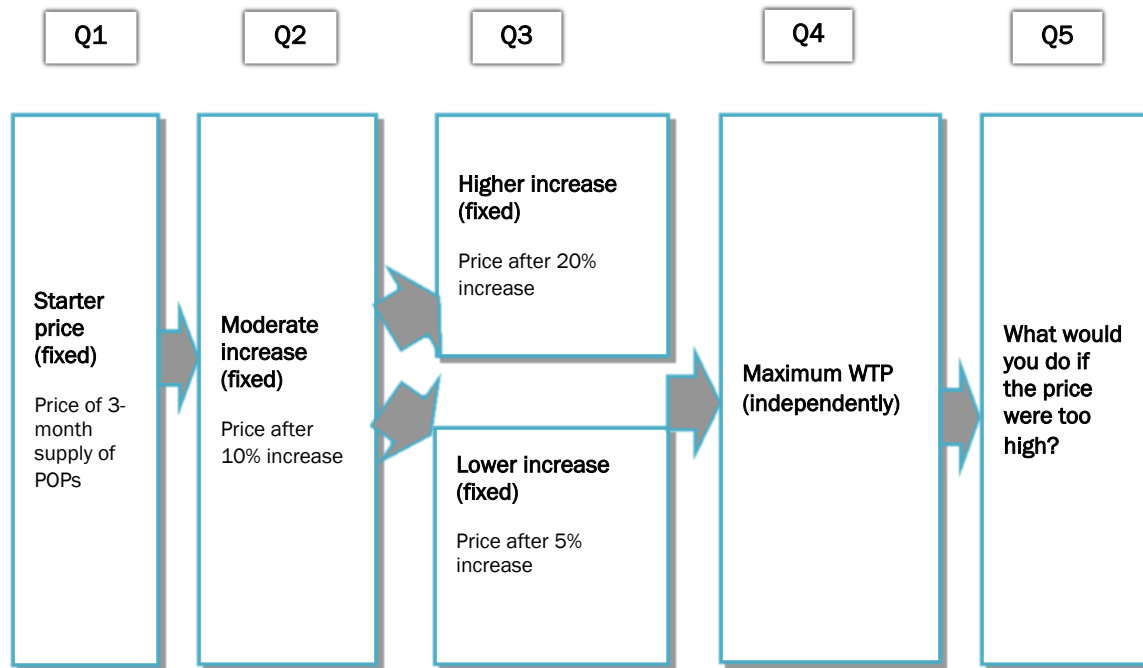 Q1
Q2
Q3
Q4
Q5
Starter
price
(fixed)
Price of 3-
month
supply of
POPs
Moderate
increase
(fixed)
Price after
10% increase
Higher increase
(fixed)
Price after 20%
increase
Lower increase
(fixed)
Price after 5%
increase
Maximum WTP
(independently)
What would
you do if
the price
were too
high?